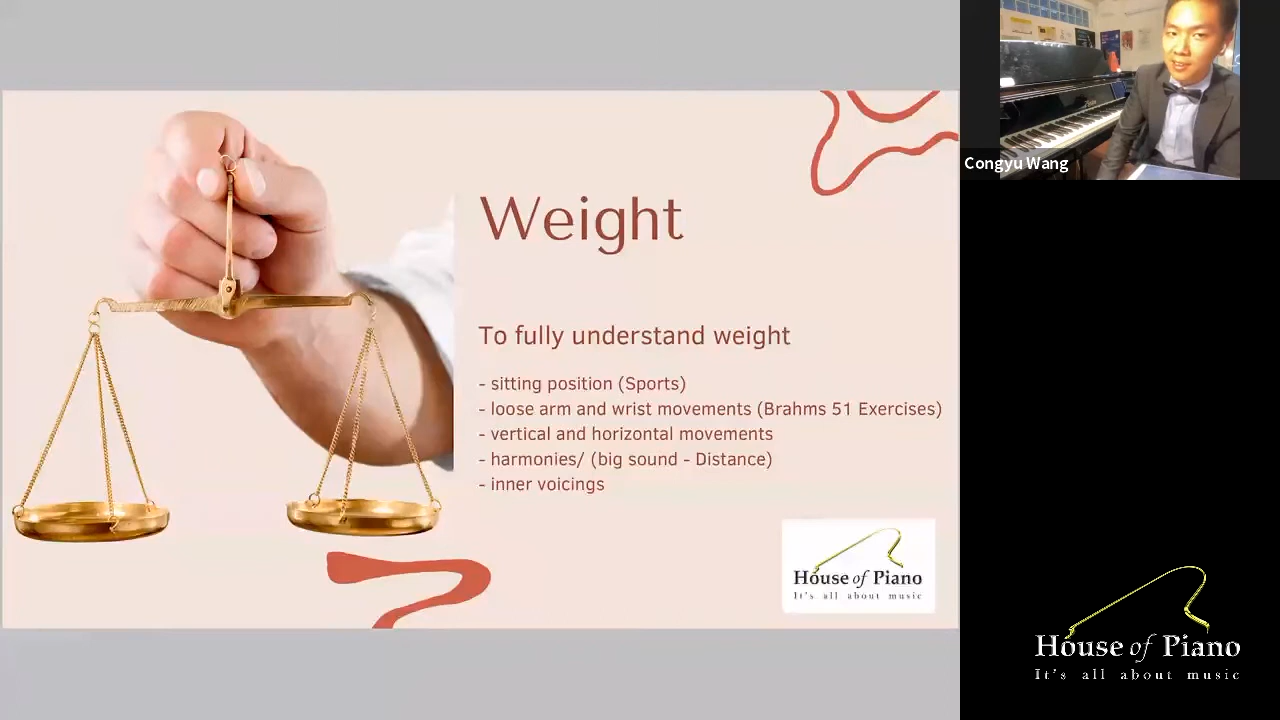 Congyu Wang
Weight
To fully understand weight
- sitting position (Sports)
- loose arm and wrist movements (Brahms 51 Exercises)
- vertical and horizontal movements
- harmonies/ (big sound - Distance)
- inner voicings
House of Piano
It's all about music
House of Piano
It's all about music